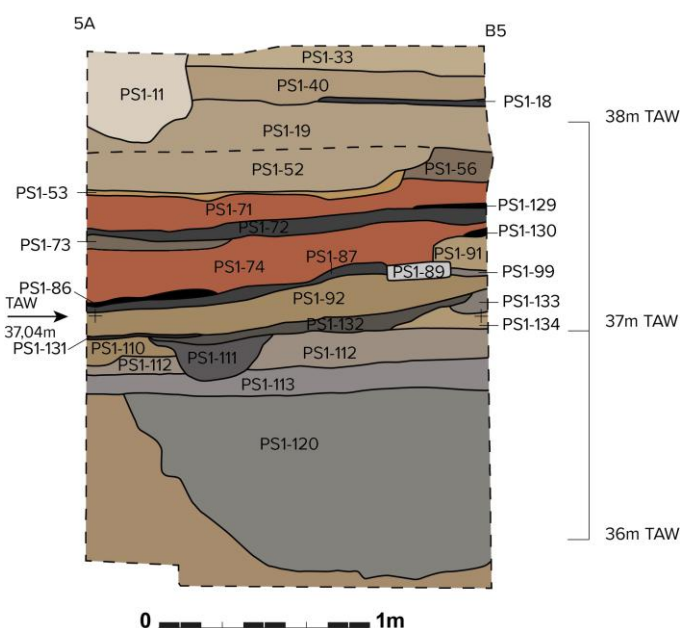 5A
B5
PS1-33
PS1-40
PS1-11
PS1-18
38m TAW
PS1-19
PS1-52
PS1-56
PS1-53
PS1-71
PS1-129
PS1-72
PS1-130
PS1-73
PS1-87
PS1-91
PS1-74
PS1-89
PS1-99
PS1-86
PS1-92
PS1-133
TAW
37,04m
PS1-132
PS1-134
37m TAW
PS1-131
PS1-110
PS1-111
PS1-112
PS1-112
PS1-113
PS1-120
36m TAW
0
1m